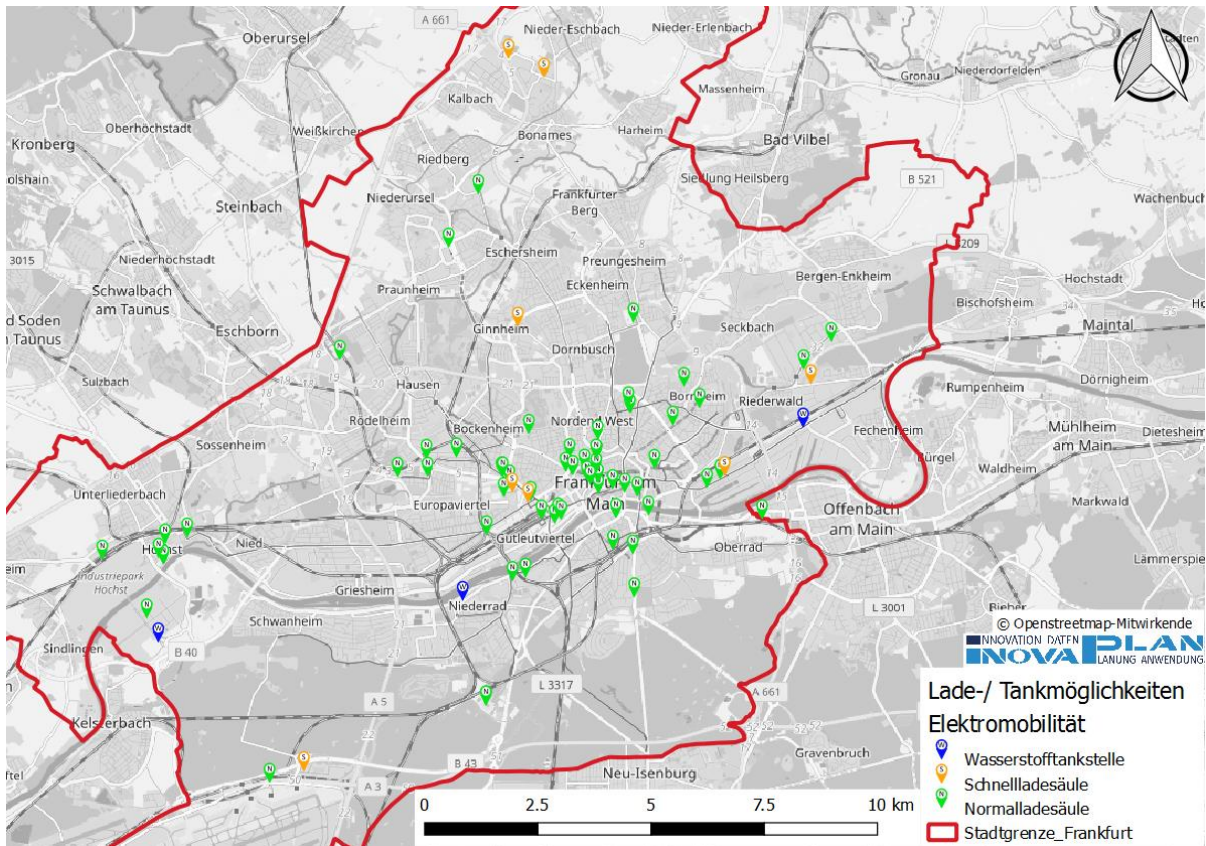 A 661
Nieder-Eschbach
Nieder-Erlenbach
Oberursel
Gronau
Niederdorfelden
Massenheim
Kalbach
Oberhöchstadt
Weißkirchen
Bonames
Harheim
Bad Vilbel
Kronberg
Riedberg
Siedlung Heilsberg
B 521
Niederursel
Frankfurter
Berg
Steinbach
Wachenbuch
Eschersheim
3015
Niederhöchstadt
Preungesheim
Bergen-Enkheim
Hochstadt
Schwalbach
am Taunus
Praunheim
Eckenheim
Bischofsheim
Eschborn
Ginnheim
Seckbach
Maintal
Dornbusch
Sulzbach
Hausen
Bornheim
Riederwald
Rumpenheim
Dörnigheim
Rödelheim
Nordend West
Bockenheim
Fechenheim
Mühlheim
am Main
Dietesheim
Sossenheim
Bürgel
Waldheim
Unterliederbach
Europaviertel
Main
Offenbach
am Main
Markwald
Nied
Gutleutviertel
Oberrad
Lämmerspie
Industriepark
Höchst
Griesheim
Niederrad
L 3001
Bieber
Schwanheim
© Openstreetmap-Mitwirkende
Sindlingen
B 40
INNOVATION DATEN
INOVAPLAN
PLANUNG ANWENDUNG
L 3317
A 5
A 661
Lade-/ Tankmöglichkeiten
Elektromobilität
Kelsterbach
B 43
Gravenbruch
Wasserstofftankstelle
A 3
Neu-Isenburg
Schnellladesäule
Normalladesäule
0 2.5 5 7.5 10 km
Stadtgrenze_Frankfurt